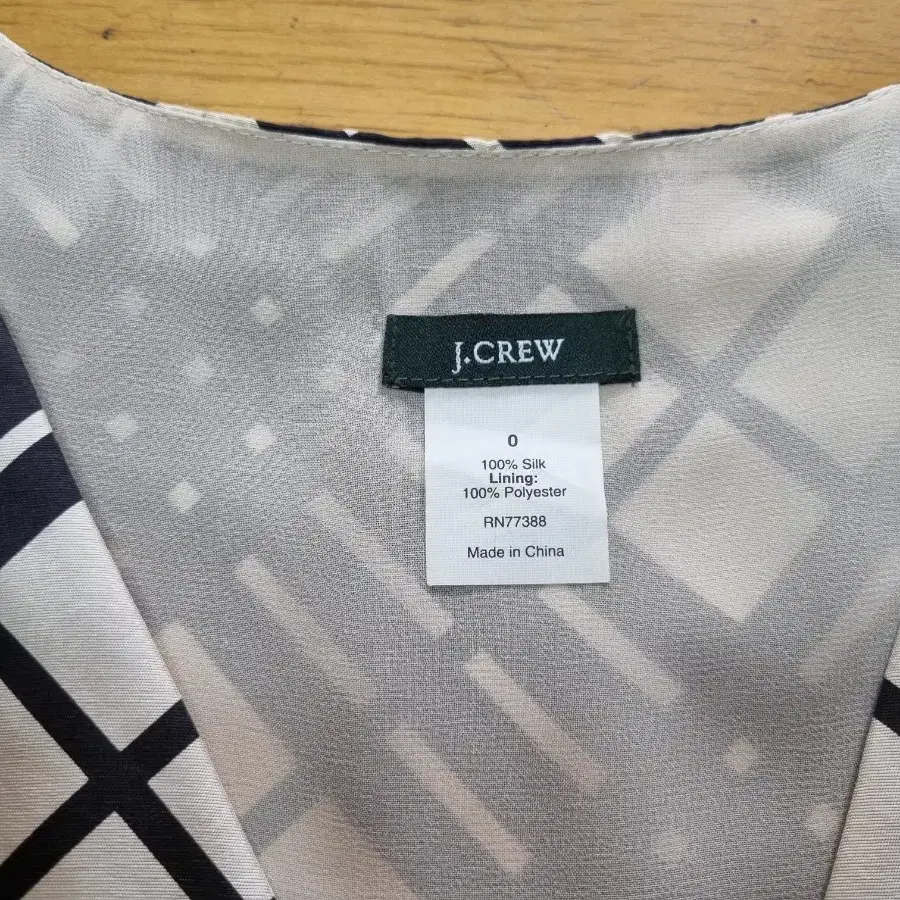 J.CREW
0
100% Silk
Lining:
100% Polyester
RN77388
Made in China